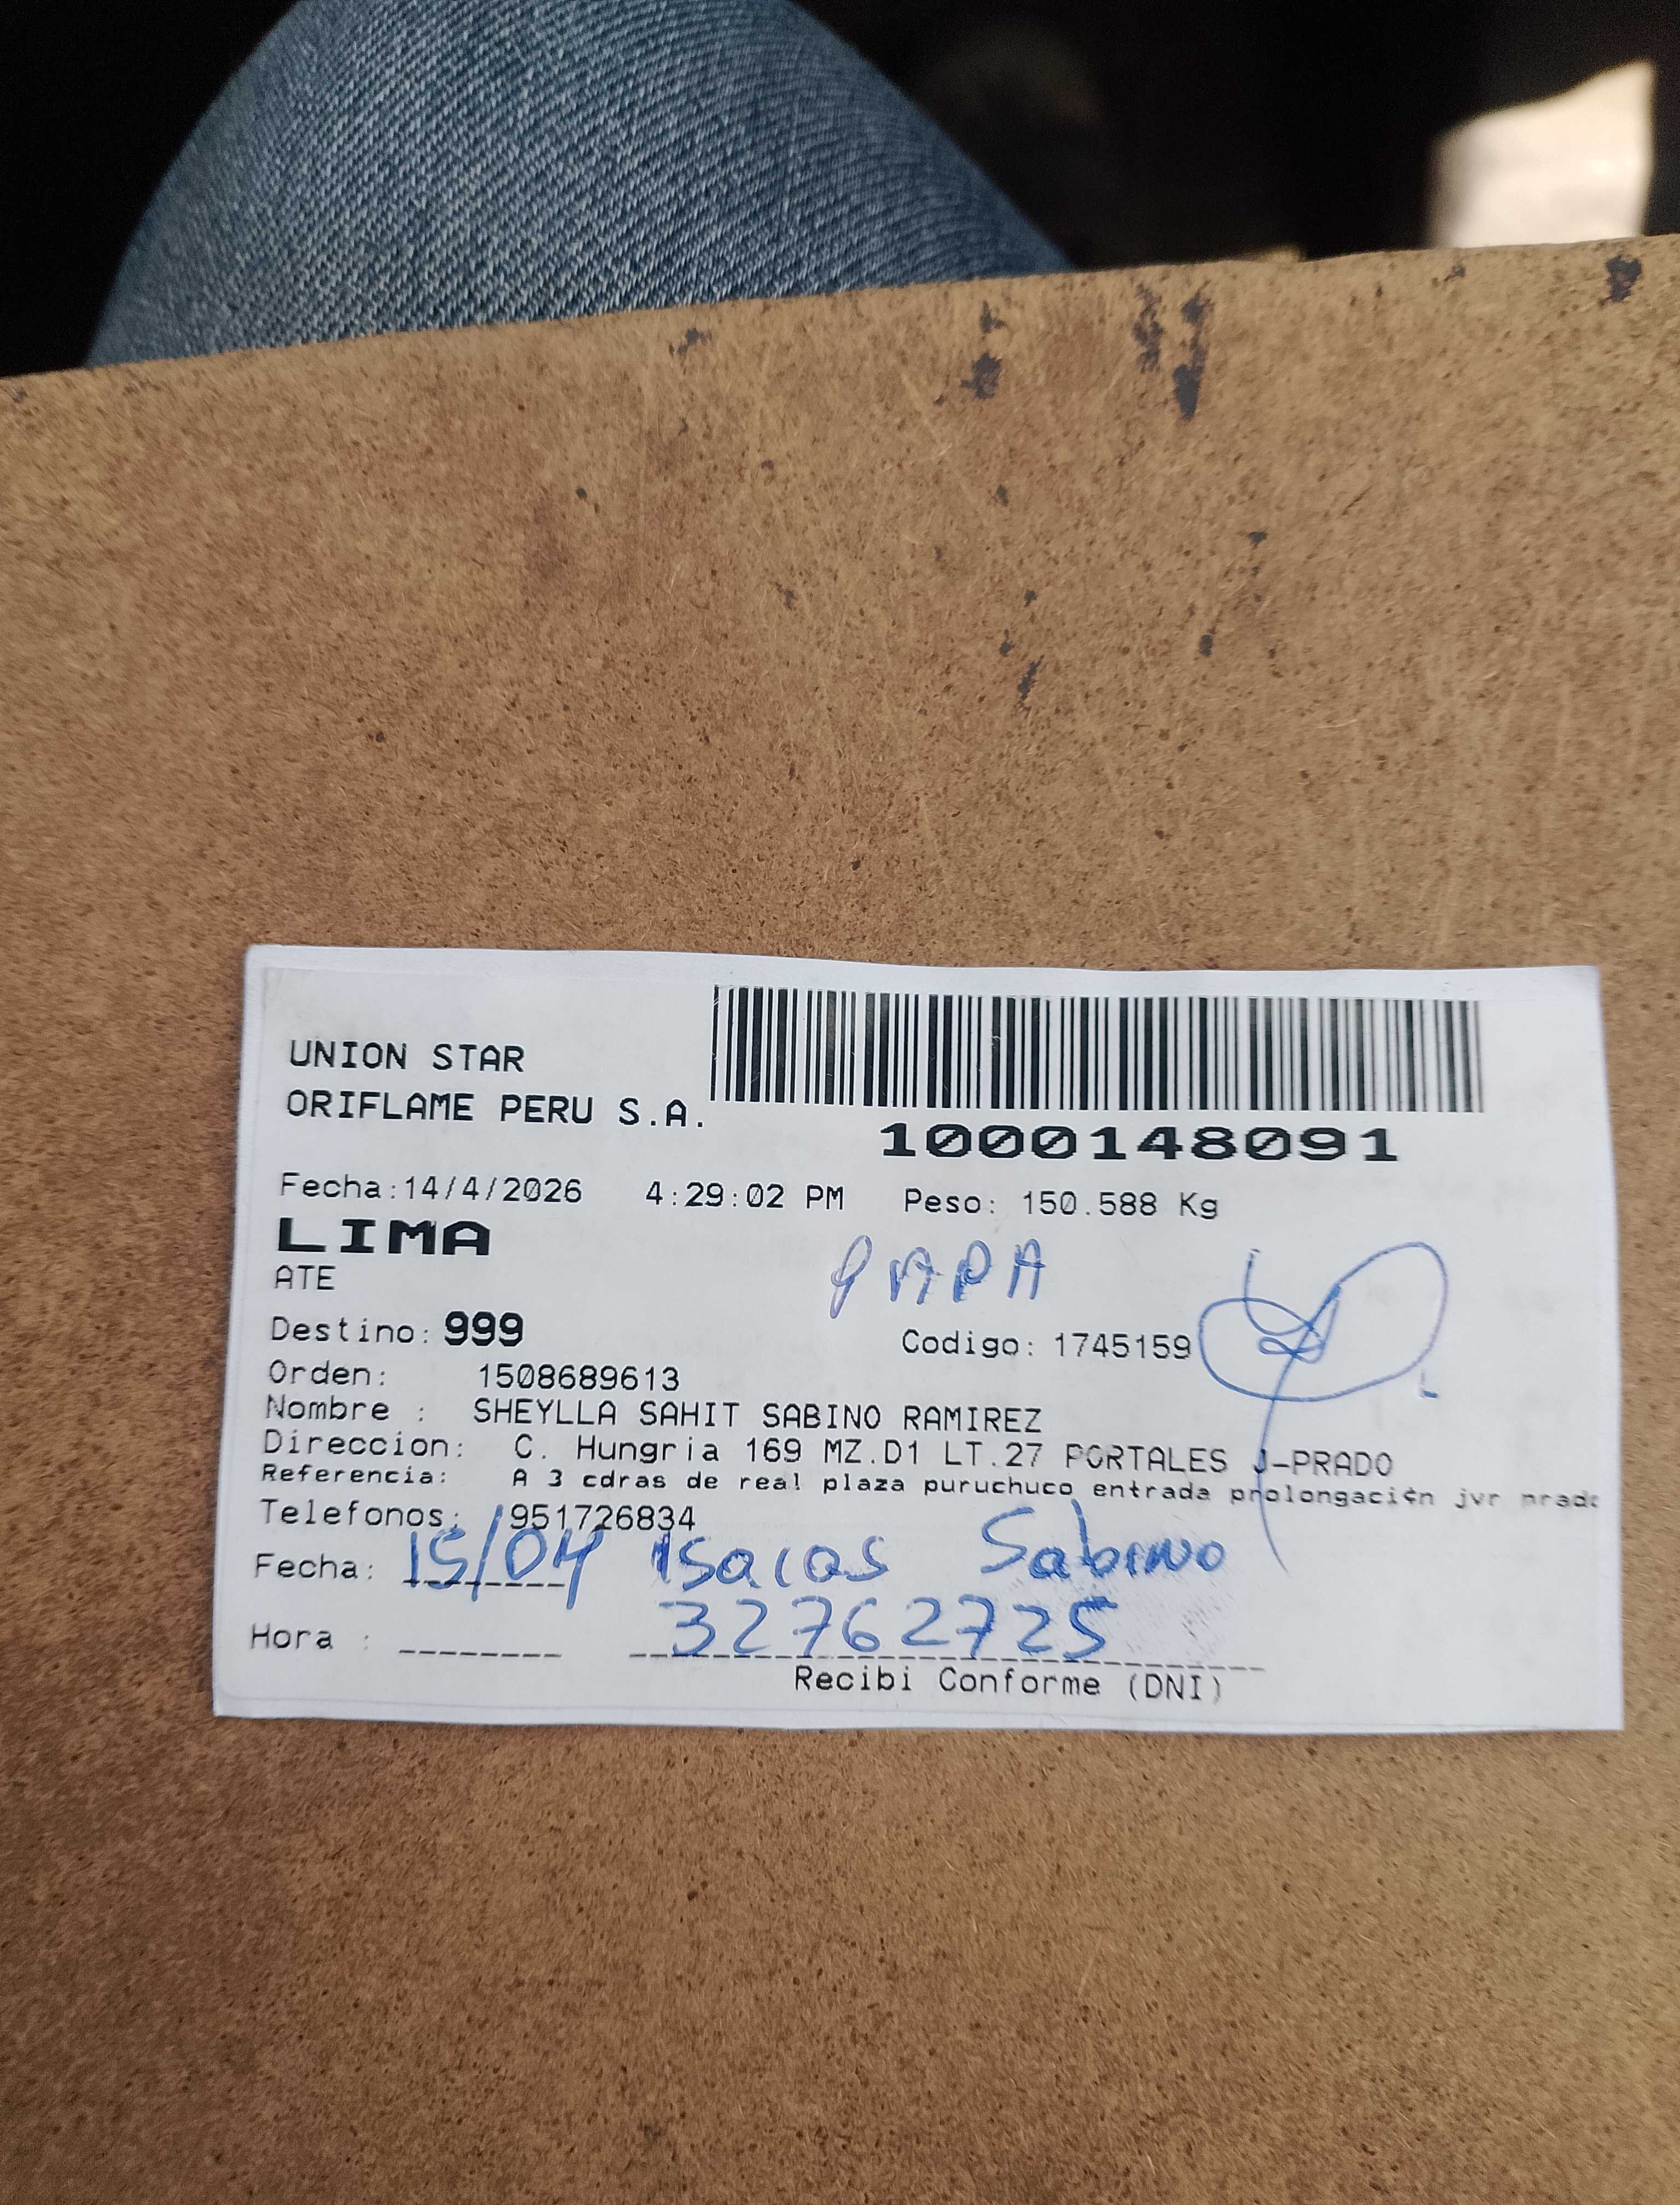 UNION STAR
ORIFLAME PERU S.A.
1000148091
Fecha:14/4/2026 4:29:02 PM Peso: 150.588 Kg
LIMA
ATE
PAPA
Destino: 999 Codigo: 1745159
Orden: 1508689613
Nombre : SHEYLLA SAHIT SABINO RAMIREZ
Direccion: C. Hungria 169 MZ.D1 LT.27 PORTALES J-PRADO
Referencia: A 3 cdras de real plaza puruchuco entrada prolongación jvr prado
Telefonos: 951726834
Fecha: 15/04 Isacas Sabino
32762725
Hora :
Recibi Conforme (DNI)